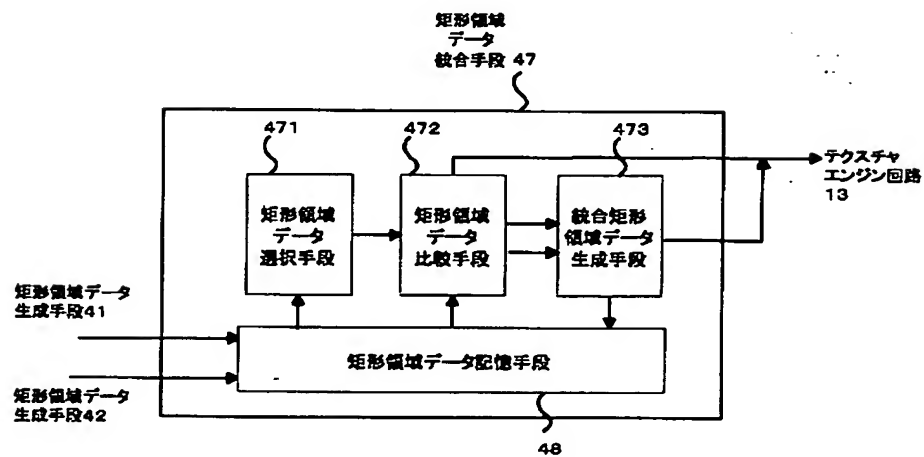 矩形領域
データ
統合手段 47
471
472
473
テクスチャ
エンジン回路
13
矩形領域
データ
選択手段
矩形領域
データ
比較手段
統合矩形
領域データ
生成手段
矩形領域データ
生成手段41
矩形領域データ記憶手段
矩形領域データ
生成手段42
48